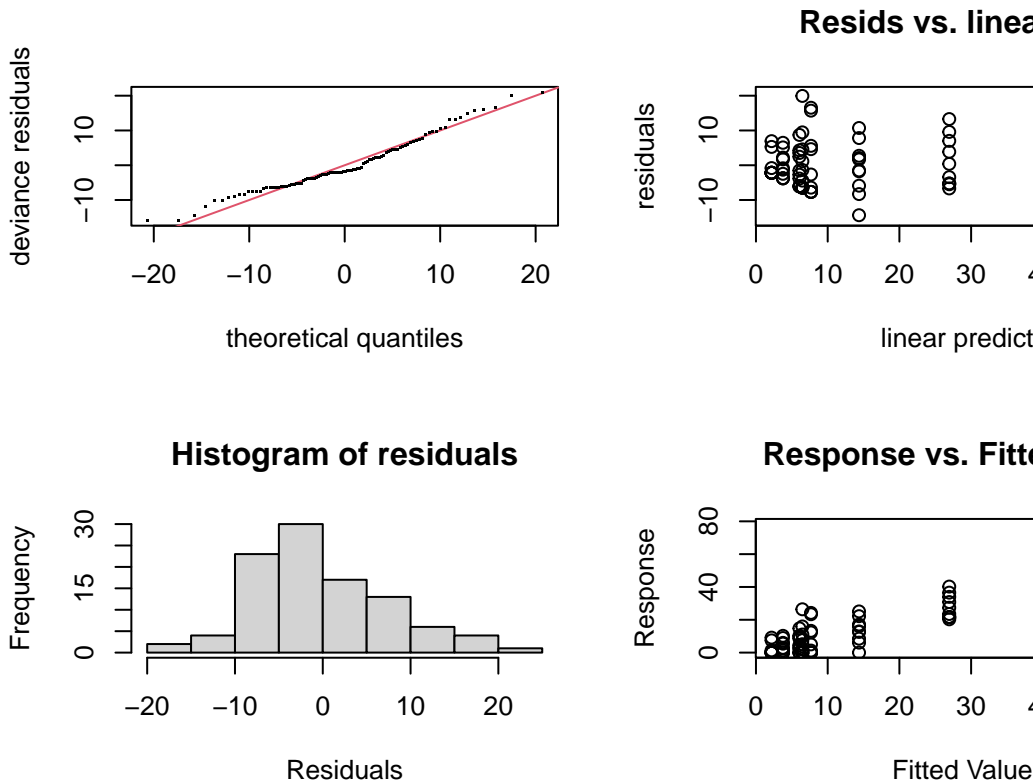 deviance residuals
10
−10
−20
−10
0
10
20
theoretical quantiles
Resids vs. linea
residuals
10
−10
0
10
20
30
linear predict
Histogram of residuals
Frequency
30
15
0
−20
−10
0
10
20
Residuals
Response vs. Fitte
Response
80
40
0
0
10
20
30
Fitted Value